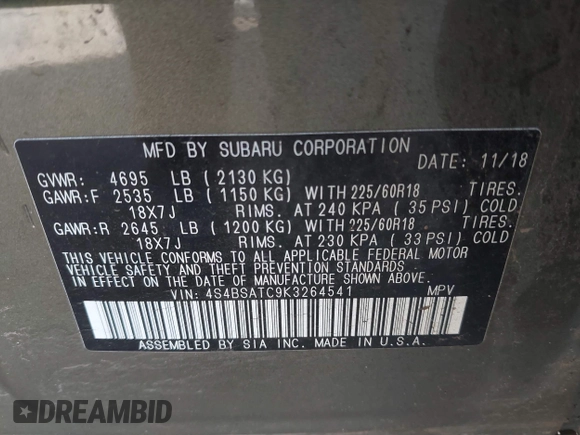 MFD BY SUBARU CORPORATION
GVWR: 4695 LB ( 2130 KG) DATE: 11/18
GAWR:F 2535 LB ( 1150 KG) WITH 225/60R18 TIRES.
18X7J RIMS. AT 240 KPA ( 35 PSI) COLD
GAWR:R 2645 LB ( 1200 KG) WITH 225/60R18 TIRES.
18X7J RIMS. AT 230 KPA ( 33 PSI) COLD
THIS VEHICLE CONFORMS TO ALL APPLICABLE FEDERAL MOTOR
VEHICLE SAFETY AND THEFT PREVENTION STANDARDS
IN EFFECT ON THE DATE OF MANUFACTURE SHOWN ABOVE.
VIN: 4S4BSATC9K3264541 MPV
ASSEMBLED BY SIA INC. MADE IN U.S.A.
DREAMBID